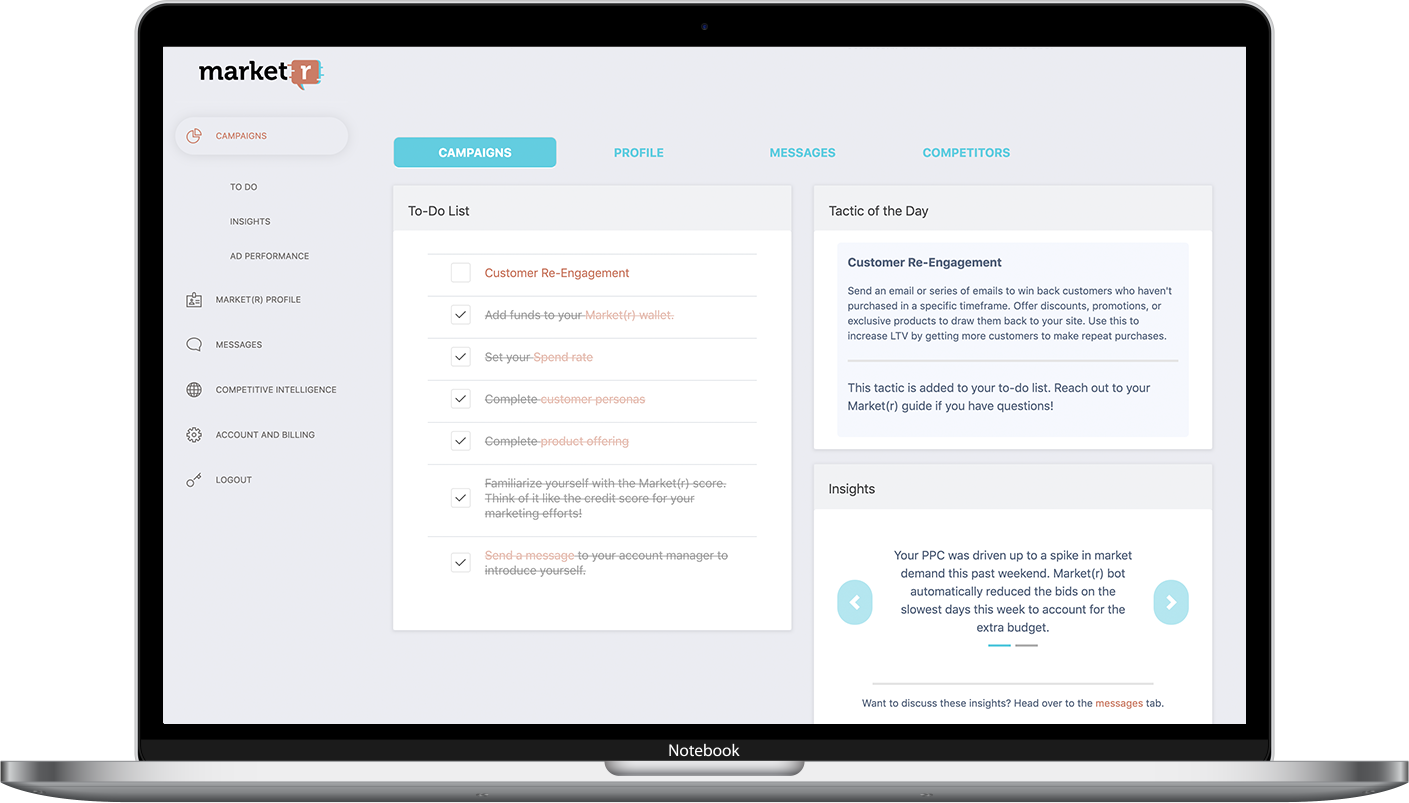 market r
CAMPAIGNS
TO DO
INSIGHTS
AD PERFORMANCE
MARKET(R) PROFILE
MESSAGES
COMPETITIVE INTELLIGENCE
ACCOUNT AND BILLING
LOGOUT
CAMPAIGNS PROFILE MESSAGES COMPETITORS
To-Do List
Customer Re-Engagement
Add funds to your Market(r) wallet.
Set your Spend rate
Complete customer personas
Complete product offering
Familiarize yourself with the Market(r) score.
Think of it like the credit score for your
marketing efforts!
Send a message to your account manager to
introduce yourself.
Tactic of the Day
Customer Re-Engagement
Send an email or series of emails to win back customers who haven't
purchased in a specific timeframe. Offer discounts, promotions, or
exclusive products to draw them back to your site. Use this to
increase LTV by getting more customers to make repeat purchases.
This tactic is added to your to-do list. Reach out to your
Market(r) guide if you have questions!
Insights
Your PPC was driven up to a spike in market
demand this past weekend. Market(r) bot
automatically reduced the bids on the
slowest days this week to account for the
extra budget.
Want to discuss these insights? Head over to the messages tab.
Notebook